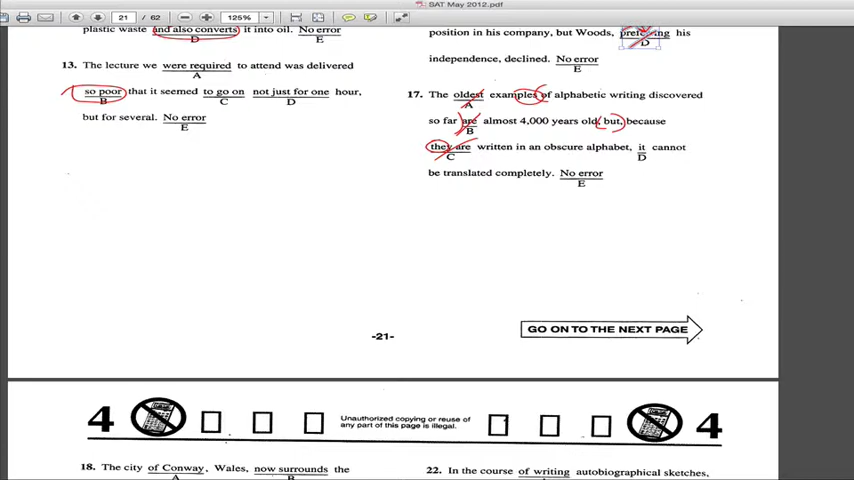 SAT May 2012.pdf
21 / 62
125%
plastic waste and also converts it into oil. No error
D
E
13. The lecture we were required to attend was delivered
A
so poor that it seemed to go on not just for one hour,
B
C
D
but for several. No error
E
position in his company, but Woods, preferring his
D
independence, declined. No error
E
17. The oldest examples of alphabetic writing discovered
A
so far are almost 4,000 years old, but, because
B
they are written in an obscure alphabet, it cannot
C
D
be translated completely. No error
E
-21-
GO ON TO THE NEXT PAGE
4
Unauthorized copying or reuse of
any part of this page is illegal.
4
18. The city of Conway, Wales, now surrounds the
A
B
22. In the course of writing autobiographical sketches,